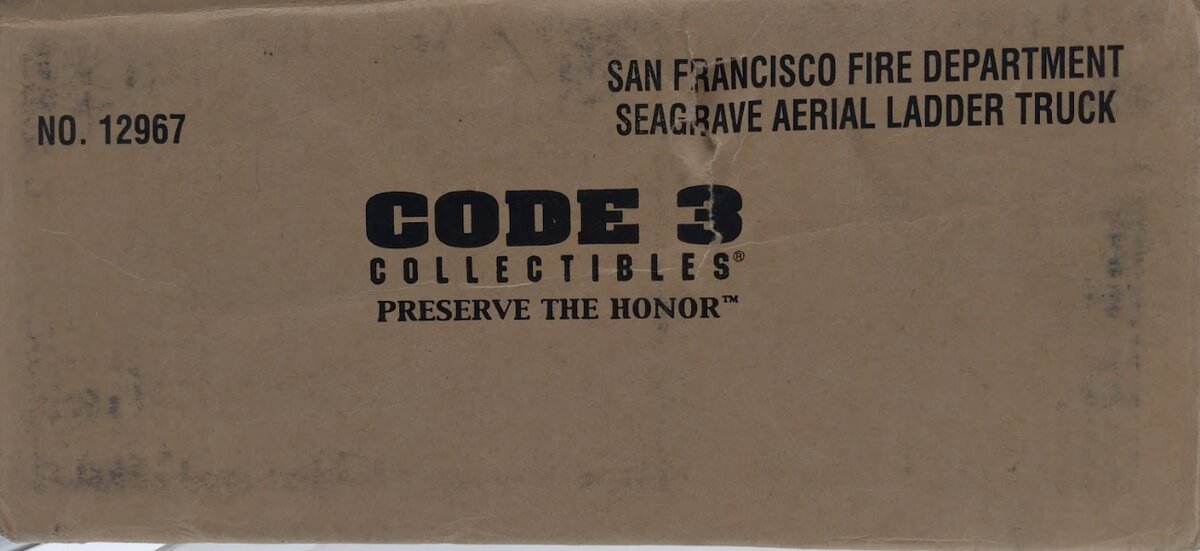 SAN FRANCISCO FIRE DEPARTMENT
SEAGRAVE AERIAL LADDER TRUCK
NO. 12967
CODE 3
COLLECTIBLES®
PRESERVE THE HONOR™